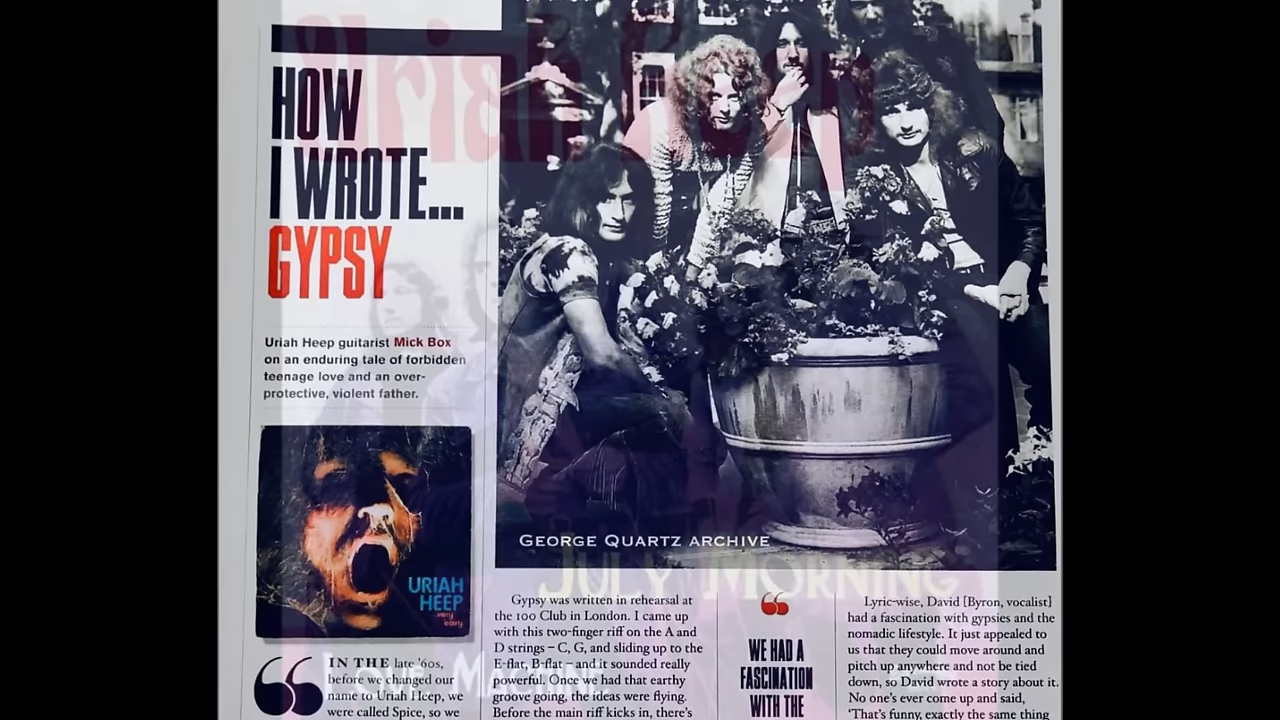 Uriah Heep
HOW
I WROTE...
GYPSY
Uriah Heep guitarist Mick Box
on an enduring tale of forbidden
teenage love and an over-
protective, violent father.
URIAH
HEEP
...very
'eavy
IN THE late '60s,
before we changed our
name to Uriah Heep, we
were called Spice, so we
GEORGE QUARTZ ARCHIVE
JULY MORNING
LOVE MACHINE
Gypsy was written in rehearsal at
the 100 Club in London. I came up
with this two-finger riff on the A and
D strings – C, G, and sliding up to the
E-flat, B-flat – and it sounded really
powerful. Once we had that earthy
groove going, the ideas were flying.
Before the main riff kicks in, there's
WE HAD A
FASCINATION
WITH THE
Lyric-wise, David [Byron, vocalist]
had a fascination with gypsies and the
nomadic lifestyle. It just appealed to
us that they could move around and
pitch up anywhere and not be tied
down, so David wrote a story about it.
No one's ever come up and said,
'That's funny, exactly the same thing